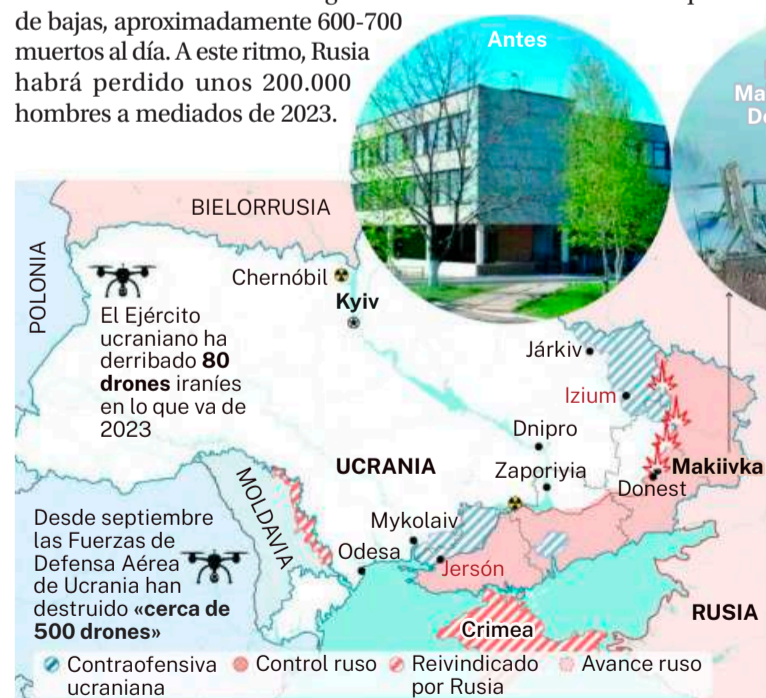 de bajas, aproximadamente 600-700
muertos al día. A este ritmo, Rusia
habrá perdido unos 200.000
hombres a mediados de 2023.
Antes
BIELORRUSIA
POLONIA
Chernóbil
Kyiv
El Ejército
ucraniano ha
derribado 80
drones iraníes
en lo que va de
2023
Járkiv
Izium
Dnipro
UCRANIA
Zaporiyia
Makiivka
Donest
MOLDAVIA
Desde septiembre
las Fuerzas de
Defensa Aérea
de Ucrania han
destruido «cerca de
500 drones»
Mykolaiv
Odesa
Jersón
RUSIA
Crimea
Contraofensiva
ucraniana
Control ruso
Reivindicado
por Rusia
Avance ruso